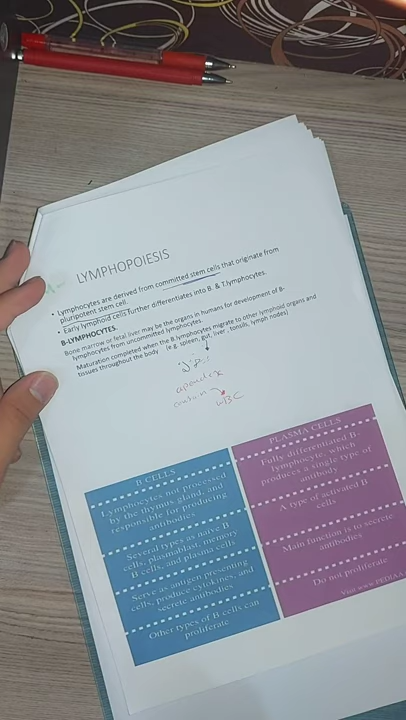 LYMPHOPOIESIS
• Lymphocytes are derived from committed stem cells that originate from
pluripotent stem cell.
• Early lymphoid cells further differentiates into B. & T.lymphocytes.
B-LYMPHOCYTES.
Bone marrow or fetal liver may be the organs in humans for development of B-
lymphocytes from uncommitted lymphocytes.
Maturation completed when the B.lymphocytes migrate to other lymphoid organs and
tissues throughout the body (e.g. spleen, gut, liver, tonsils, lymph nodes)
WBC
B CELLS
Lymphocytes not processed
by the thymus gland, and
responsible for producing
antibodies
Several types as naive B
cells, plasmablast, memory
B cells, and plasma cells
Serve as antigen presenting
cells, produce cytokines, and
secrete antibodies
Other types of B cells can
proliferate
PLASMA CELLS
Fully differentiated B-
lymphocyte, which
produces a single type of
antibody
A type of activated B
cells
Main function is to secrete
antibodies
Do not proliferate
Visit www.PEDIAA